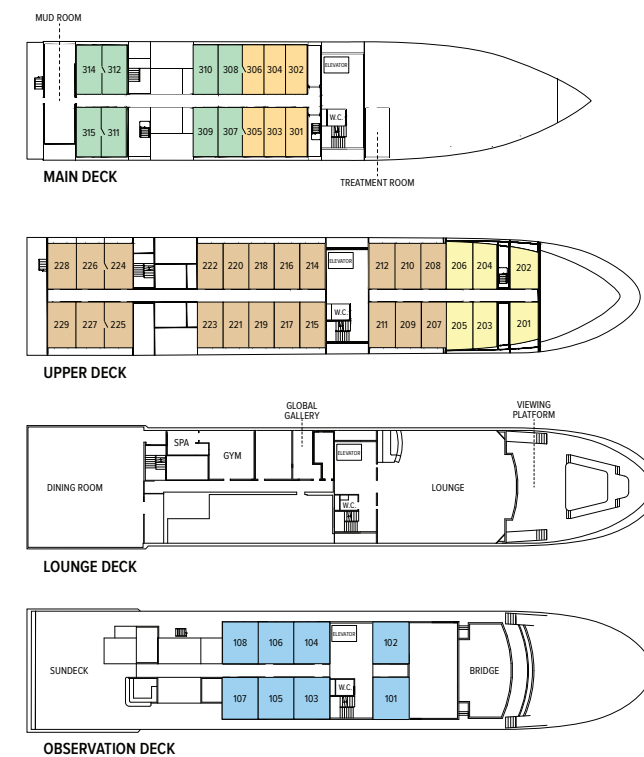 MUD ROOM
314 312 310 308 306 304 302
ELEVATOR
W.C.
315 311 309 307 305 303 301
MAIN DECK
TREATMENT ROOM
228 226 224 222 220 218 216 214 212 210 208 206 204 202
ELEVATOR
W.C.
229 227 225 223 221 219 217 215 211 209 207 205 203 201
UPPER DECK
GLOBAL
GALLERY
VIEWING
PLATFORM
SPA
GYM
ELEVATOR
DINING ROOM
LOUNGE
W.C.
LOUNGE DECK
108 106 104 102
ELEVATOR
SUNDECK
BRIDGE
W.C.
107 105 103 101
OBSERVATION DECK